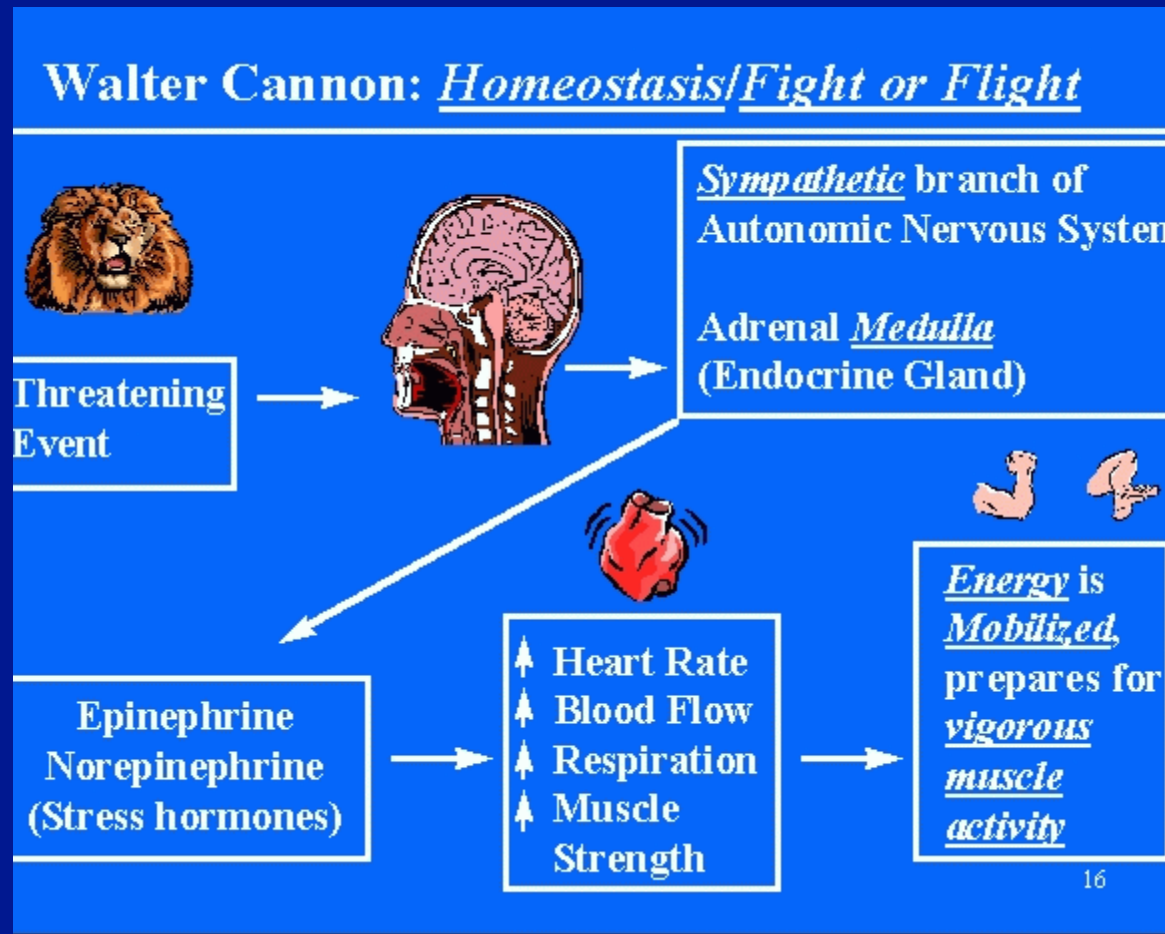 Walter Cannon: Homeostasis/Fight or Flight
Threatening
Event
Sympathetic branch of
Autonomic Nervous System
Adrenal Medulla
(Endocrine Gland)
Epinephrine
Norepinephrine
(Stress hormones)
Heart Rate
Blood Flow
Respiration
Muscle
Strength
Energy is
Mobilized,
prepares for
vigorous
muscle
activity
16